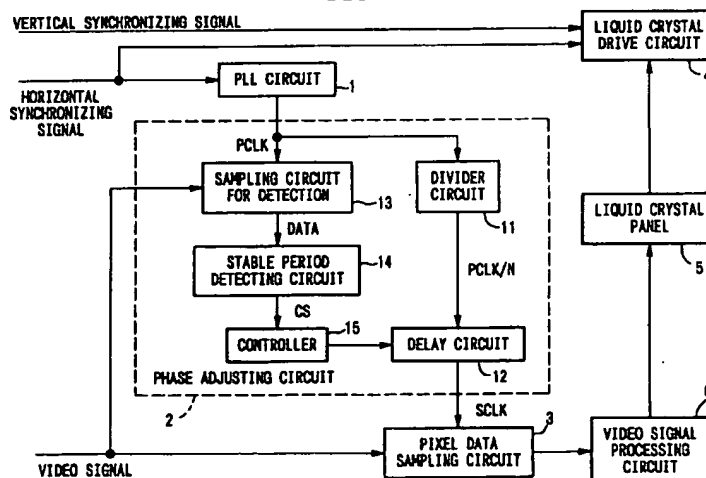 VERTICAL SYNCHRONIZING SIGNAL
LIQUID CRYSTAL
DRIVE CIRCUIT
PLL CIRCUIT
1
HORIZONTAL
SYNCHRONIZING
SIGNAL
PCLK
SAMPLING CIRCUIT
FOR DETECTION
13
DIVIDER
CIRCUIT
11
DATA
LIQUID CRYSTAL
PANEL
5
STABLE PERIOD
DETECTING CIRCUIT
14
PCLK/N
CS
CONTROLLER
15
DELAY CIRCUIT
12
PHASE ADJUSTING CIRCUIT
2
SCLK
3
PIXEL DATA
SAMPLING CIRCUIT
VIDEO SIGNAL
PROCESSING
CIRCUIT
VIDEO SIGNAL